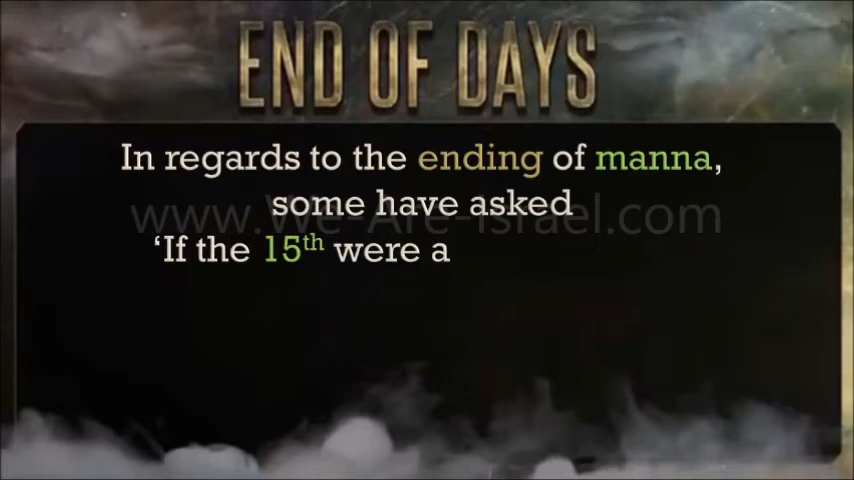 END OF DAYS
In regards to the ending of manna,
www.We-Are-Israel.com
some have asked
‘If the 15th were a